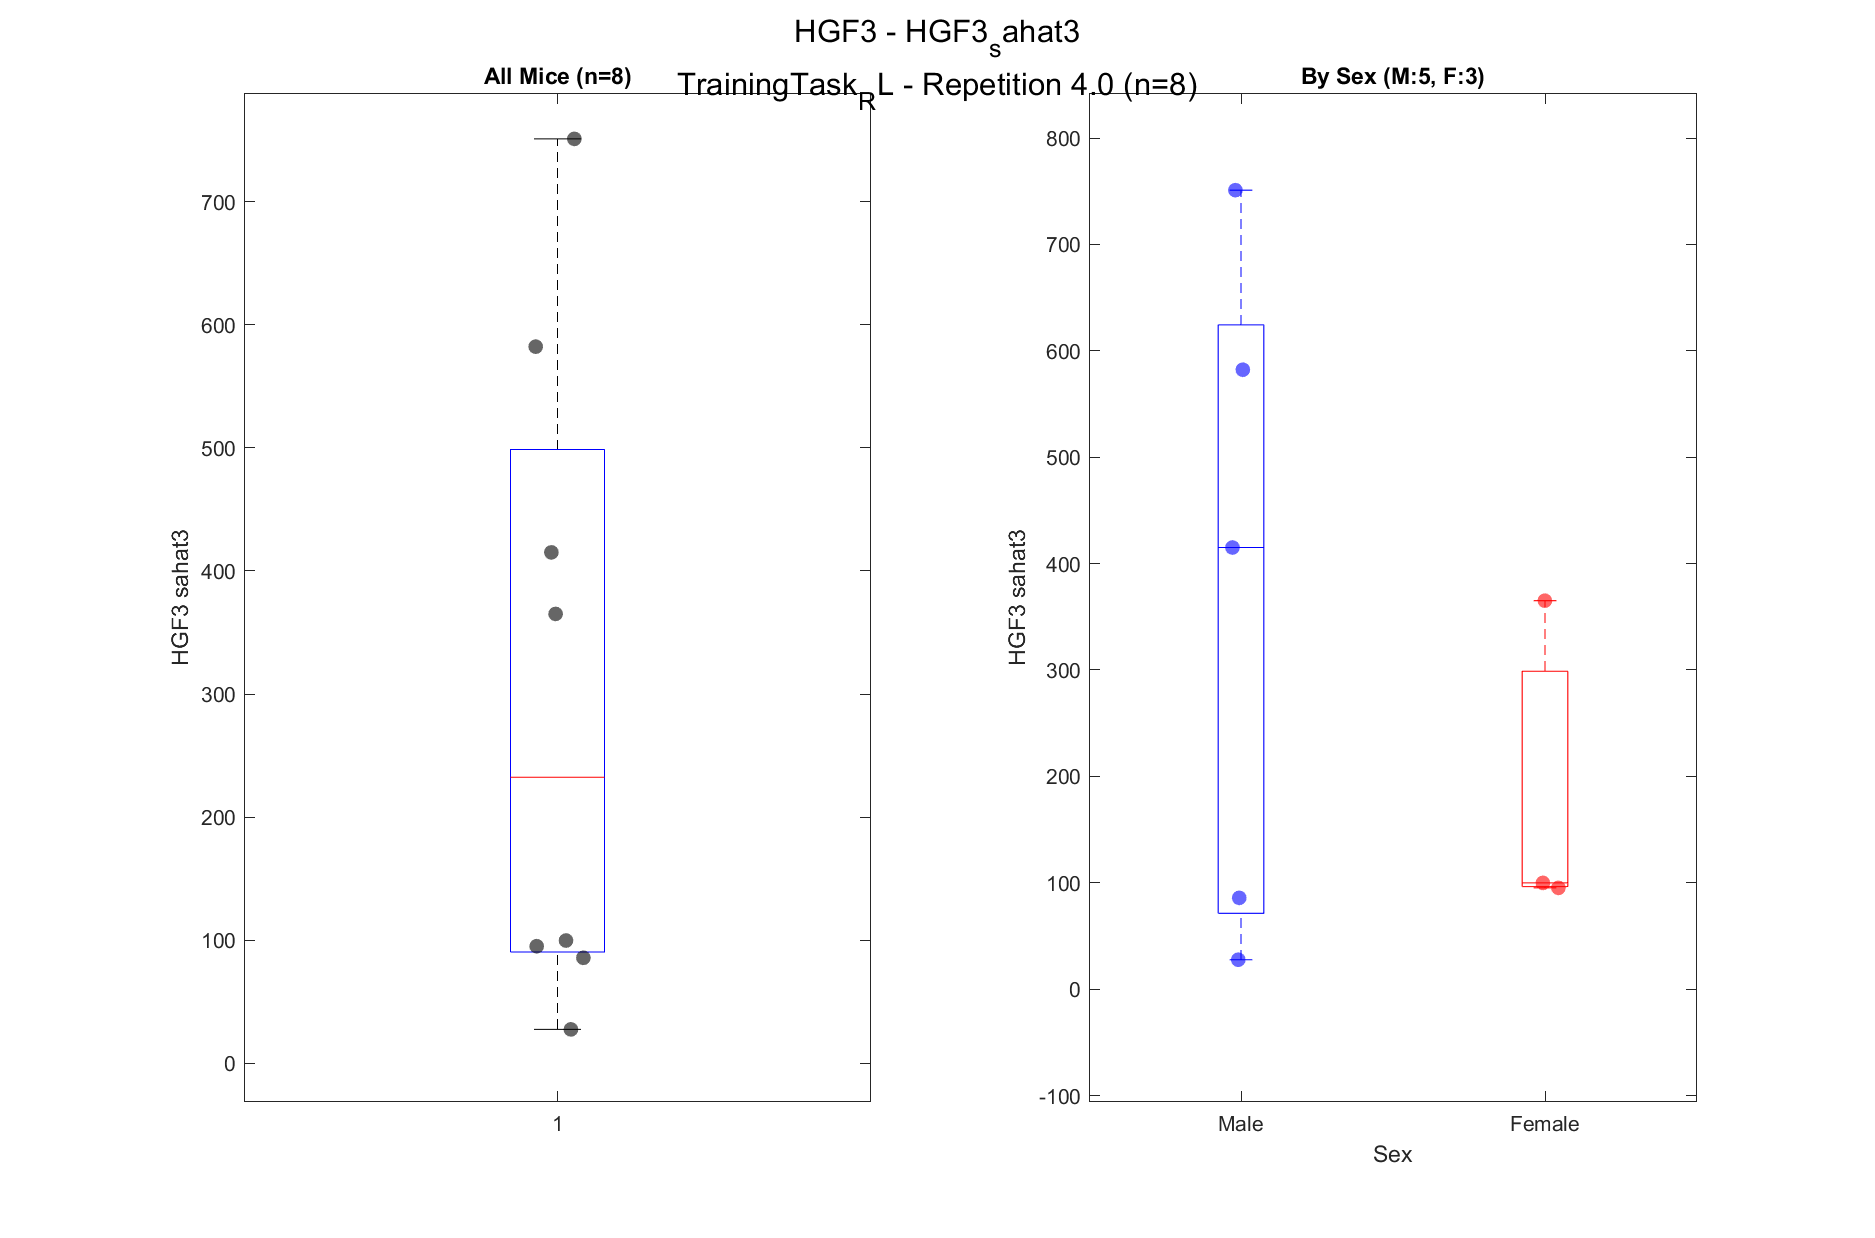 HGF3 - HGF3sahat3
TrainingTaskRL - Repetition 4.0 (n=8)
All Mice (n=8)
HGF3 sahat3
700
600
500
400
300
200
100
0
1
By Sex (M:5, F:3)
HGF3 sahat3
800
700
600
500
400
300
200
100
0
-100
Male Female
Sex